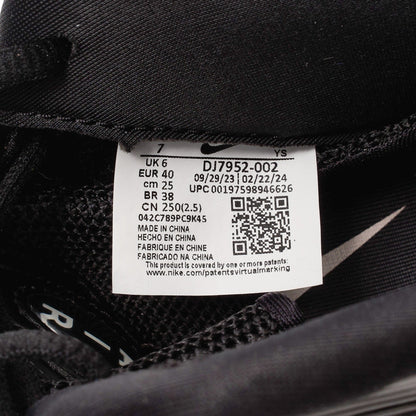 7 YS
UK 6 DJ7952-002
EUR 40 09/29/23 02/22/24
cm 25 UPC 00197598946626
BR 38
CN 250(2.5)
042C789PC9K45
MADE IN CHINA
HECHO EN CHINA
FABRIQUE EN CHINE
FABRICADO NA CHINA
This product is covered by one or more patents:
www.nike.com/patentsvirtualmarking